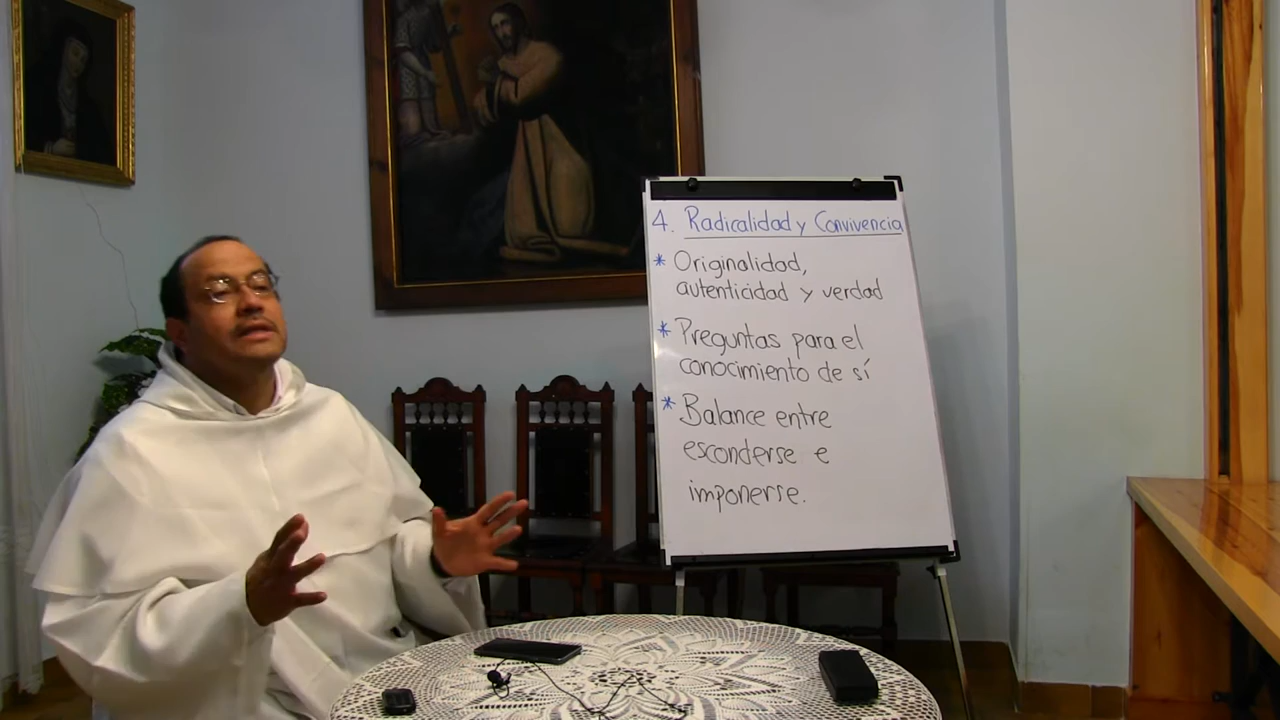 4. Radicalidad y Convivencia
* Originalidad,
autenticidad y verdad
* Preguntas para el
conocimiento de sí
* Balance entre
esconderse e
imponerse.